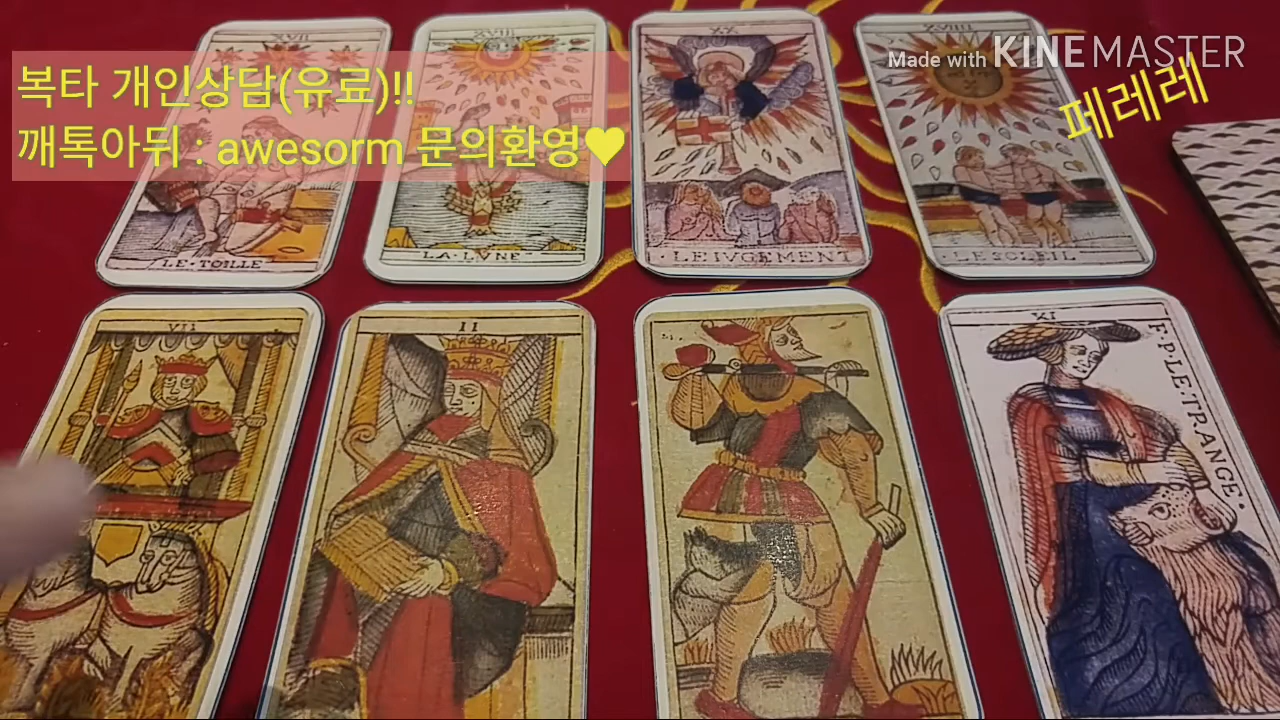 복타 개인상담(유료)!!
깨톡아뒤 : awesorm 문의환영♥
Made with KINEMASTER
페레레
XVII
XVIII
XX
XVIIII
LE·TOILLE
LA·LVNE
·LEIVGEMENT
LE SOLEIL
VII
II
XI
F·P·LE·TRANGE·